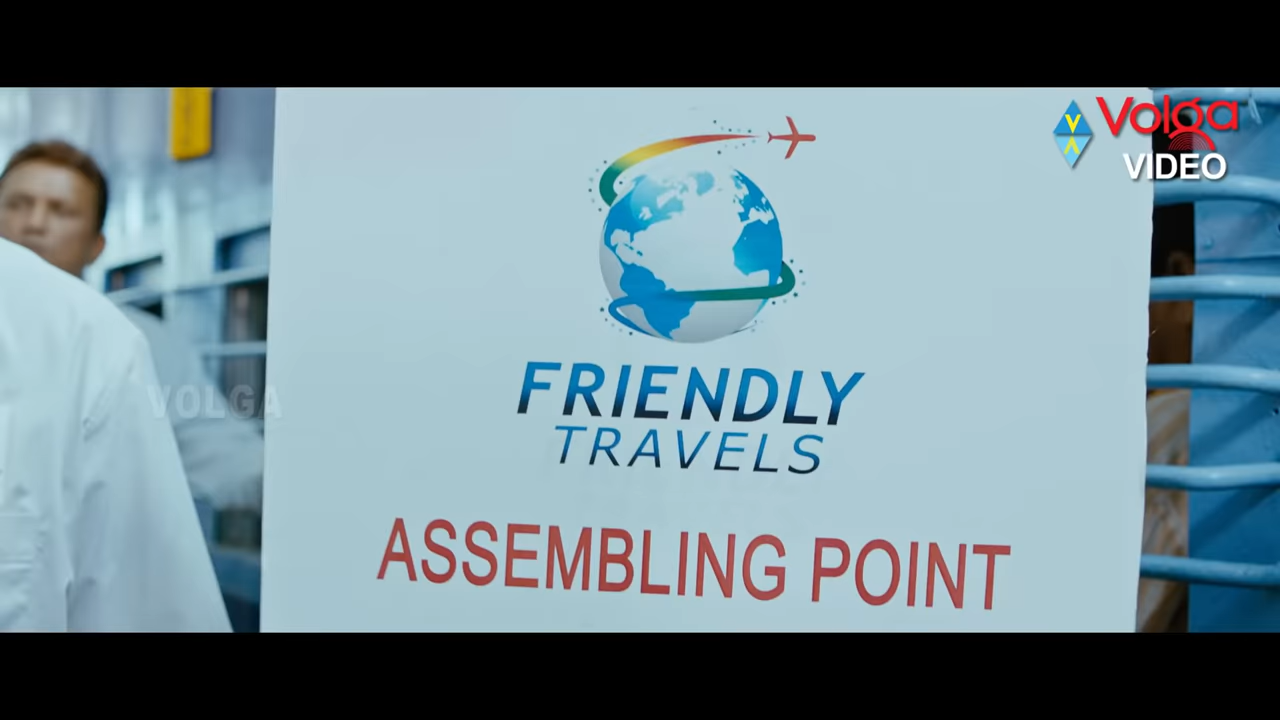 Volga
VIDEO
VOLGA
FRIENDLY
TRAVELS
ASSEMBLING POINT